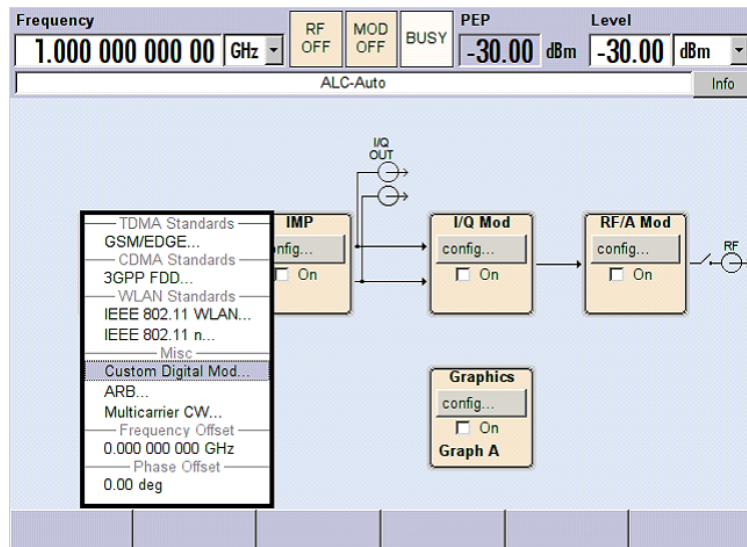 Frequency RF OFF MOD OFF BUSY PEP Level
1.000 000 000 00 GHz -30.00 dBm -30.00 dBm
ALC-Auto Info
I/Q
OUT
TDMA Standards
GSM/EDGE...
CDMA Standards
3GPP FDD...
WLAN Standards
IEEE 802.11 WLAN...
IEEE 802.11 n...
Misc
Custom Digital Mod...
ARB...
Multicarrier CW...
Frequency Offset
0.000 000 000 GHz
Phase Offset
0.00 deg
IMP
nfig...
On
I/Q Mod
config...
On
RF/A Mod
config...
On
RF
Graphics
config...
On
Graph A